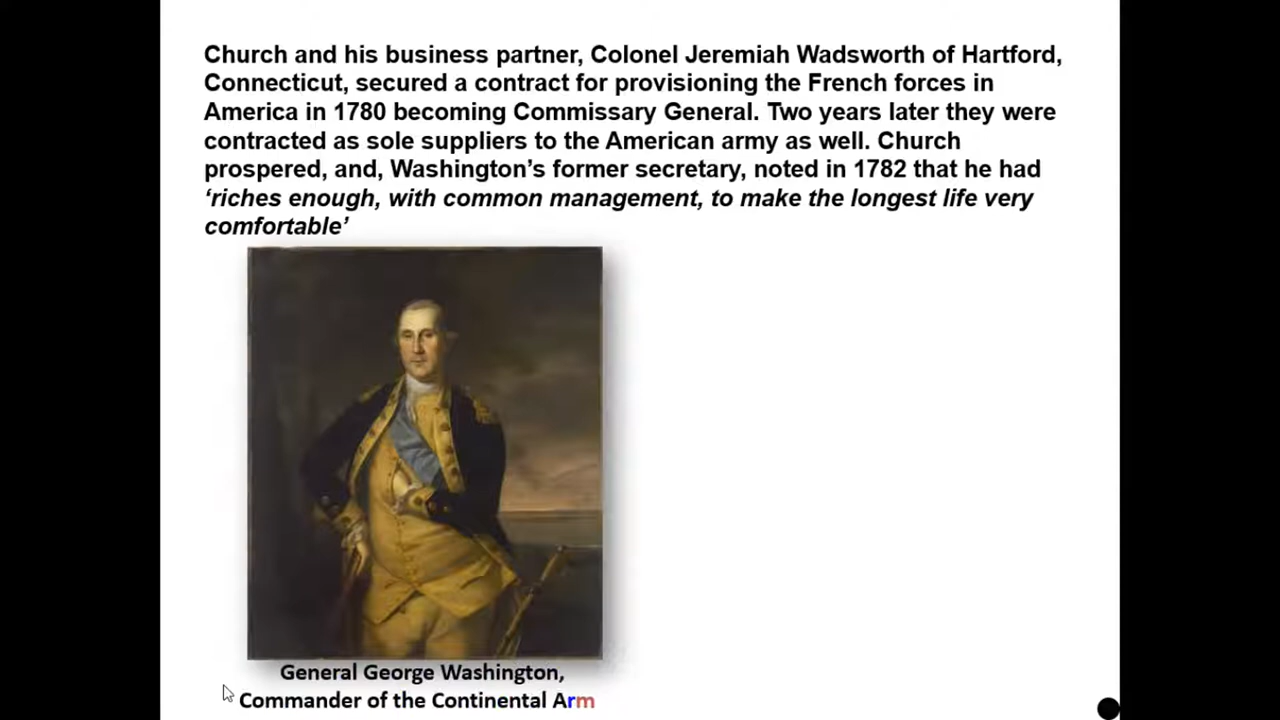 Church and his business partner, Colonel Jeremiah Wadsworth of Hartford,
Connecticut, secured a contract for provisioning the French forces in
America in 1780 becoming Commissary General. Two years later they were
contracted as sole suppliers to the American army as well. Church
prospered, and, Washington’s former secretary, noted in 1782 that he had
‘riches enough, with common management, to make the longest life very
comfortable’
General George Washington,
Commander of the Continental Arm